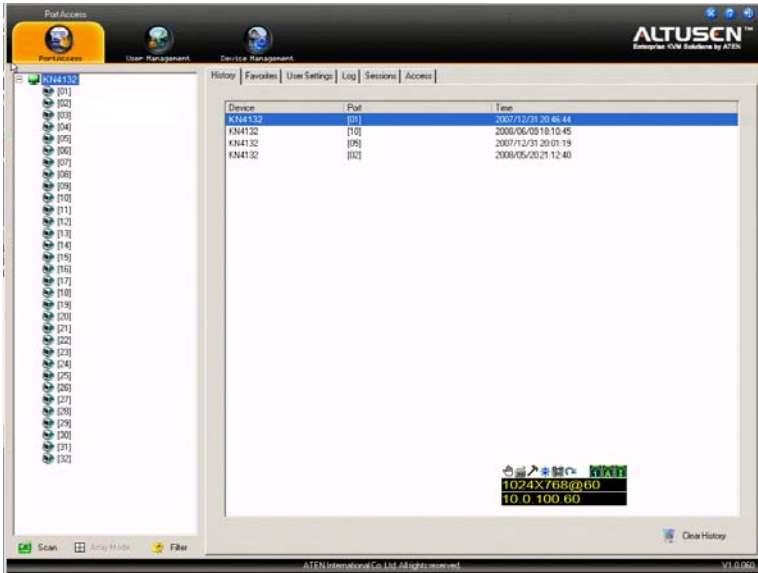 PortAccess
ALTUSEN™
Enterprise KVM Solutions by ATEN
PortAccess User Management Device Management
KN4132
[01]
[02]
[03]
[04]
[05]
[06]
[07]
[08]
[09]
[10]
[11]
[12]
[13]
[14]
[15]
[16]
[17]
[18]
[19]
[20]
[21]
[22]
[23]
[24]
[25]
[26]
[27]
[28]
[29]
[30]
[31]
[32]
Scan Array Mode Filter
History Favorites User Settings Log Sessions Access
Device Port Time
KN4132 [01] 2007/12/31 20:46:44
KN4132 [10] 2008/06/09 18:10:45
KN4132 [05] 2007/12/31 20:01:19
KN4132 [02] 2008/05/20 21:12:40
1024X768@60
10.0.100.60
Clear History
ATEN International Co. Ltd. All rights reserved.
V1.0.060